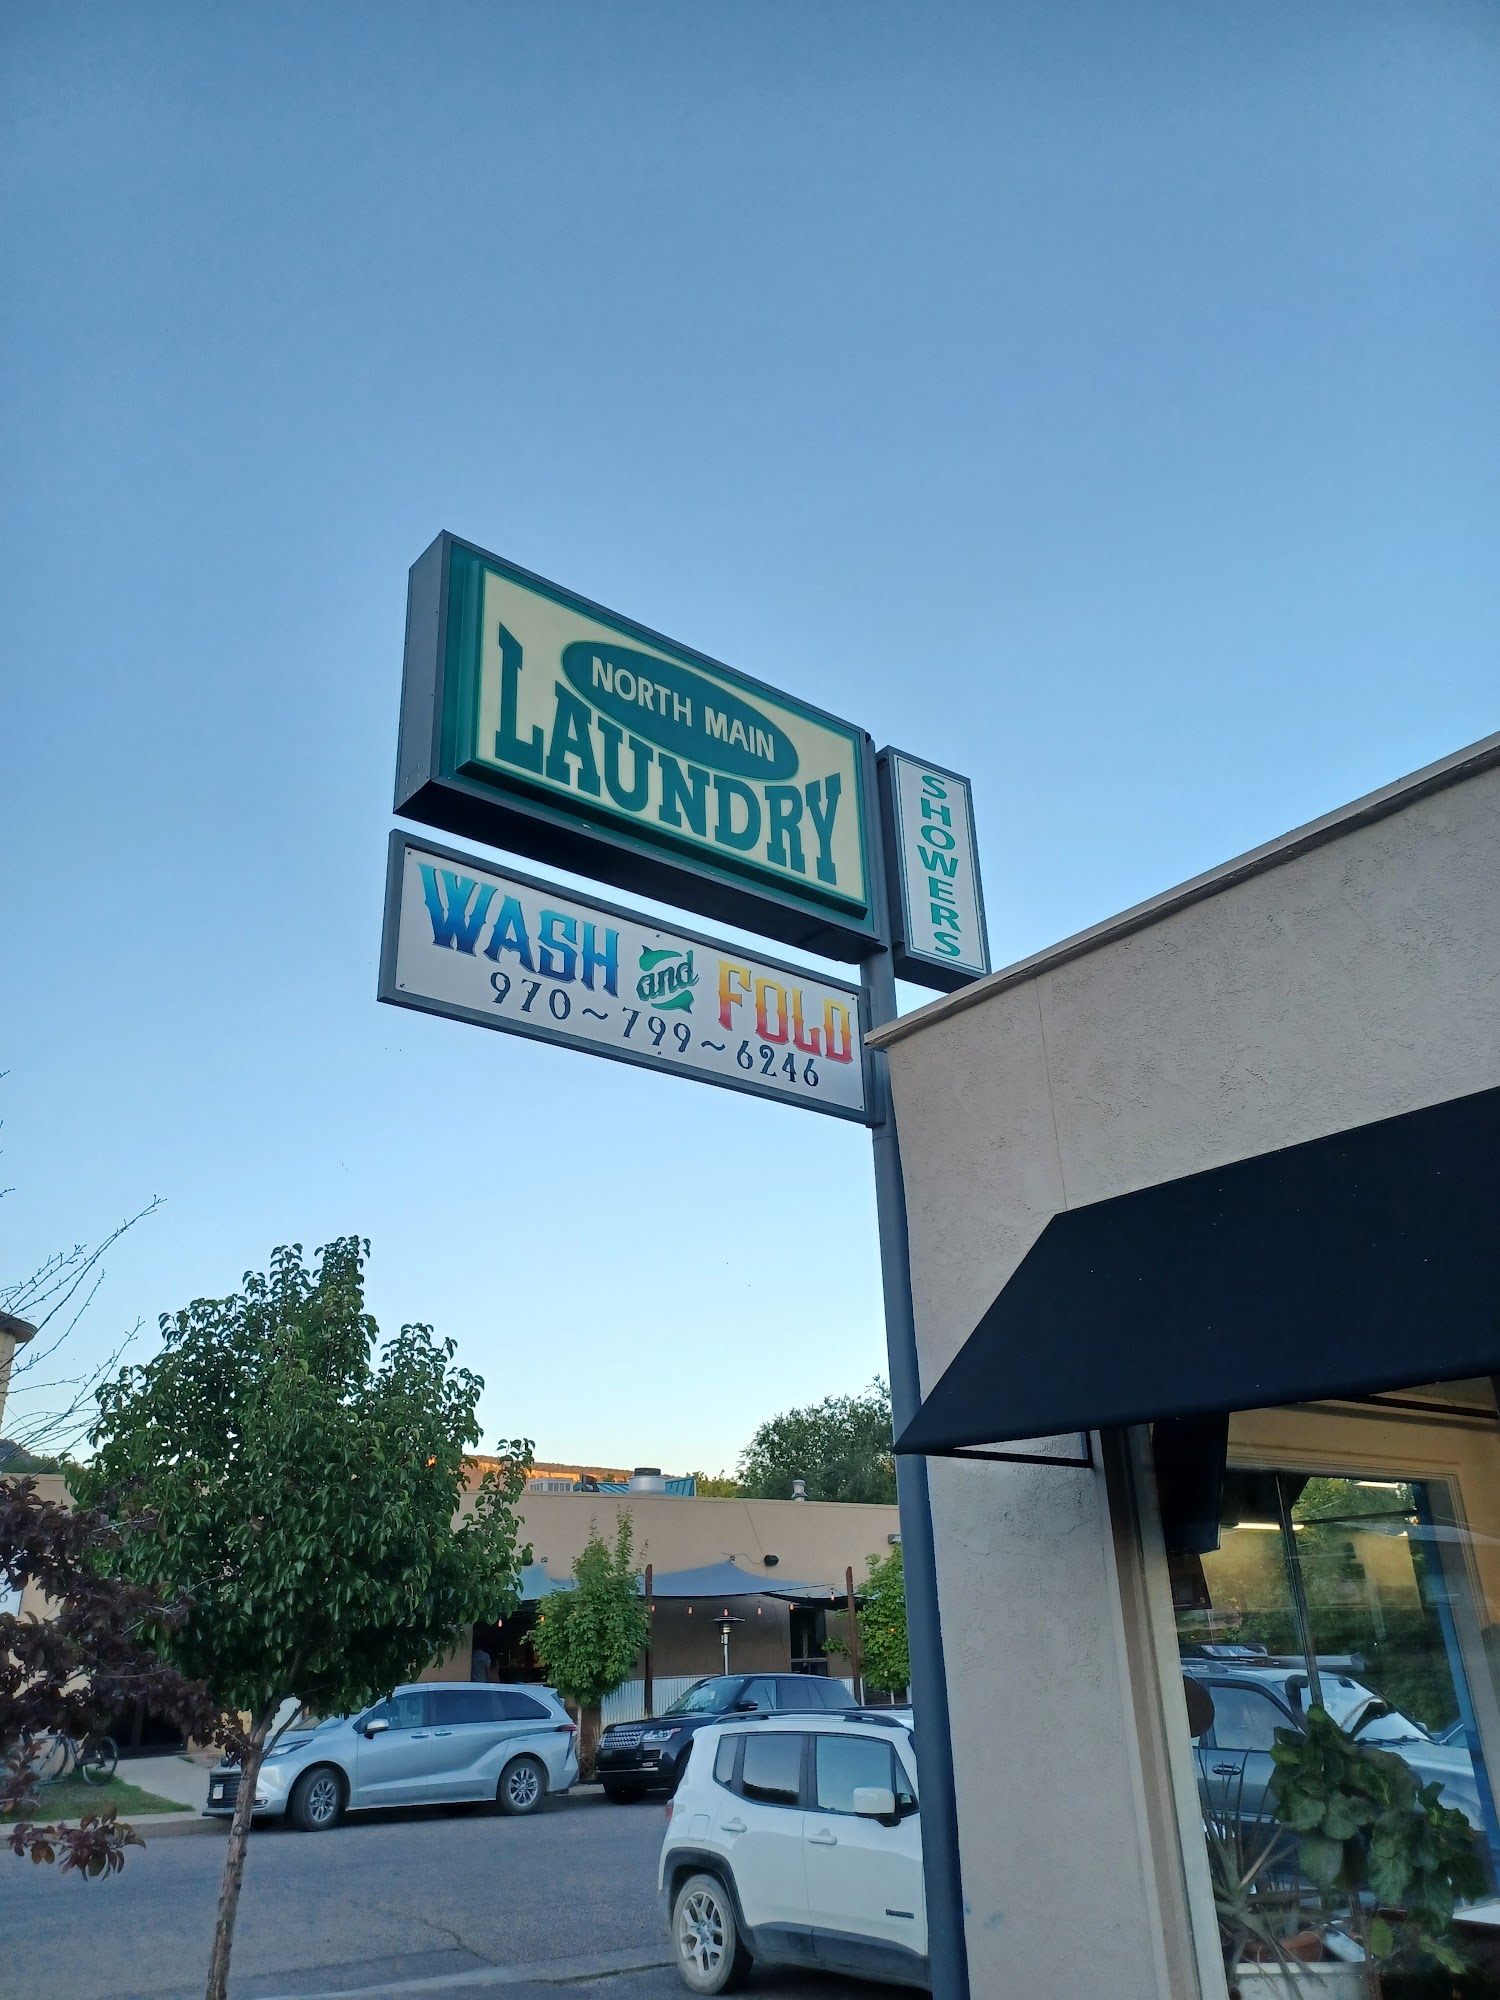 NORTH MAIN
LAUNDRY
SHOWERS
WASH and FOLD
970~799~6246